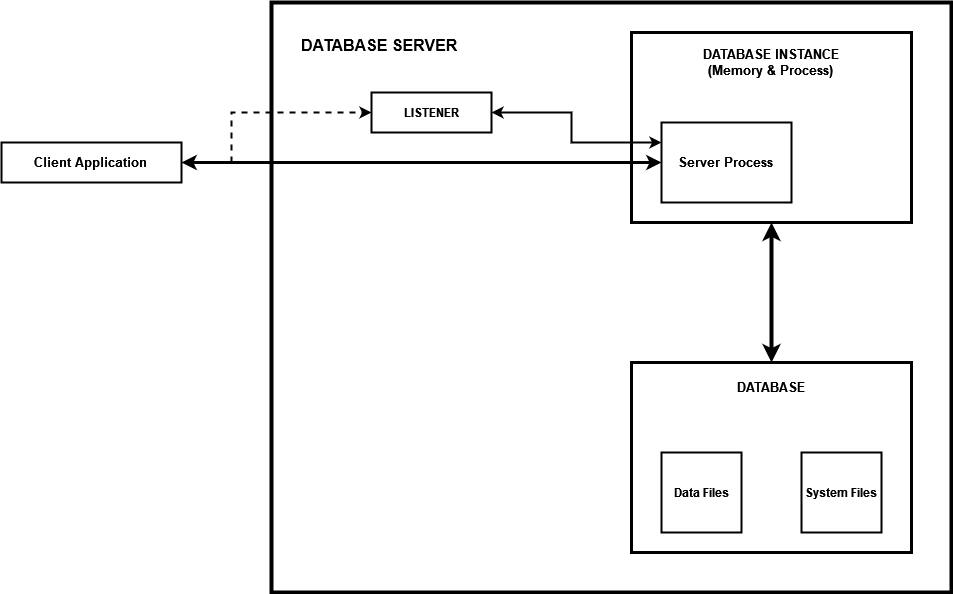 DATABASE SERVER
DATABASE INSTANCE
(Memory & Process)
LISTENER
Client Application
Server Process
DATABASE
Data Files
System Files